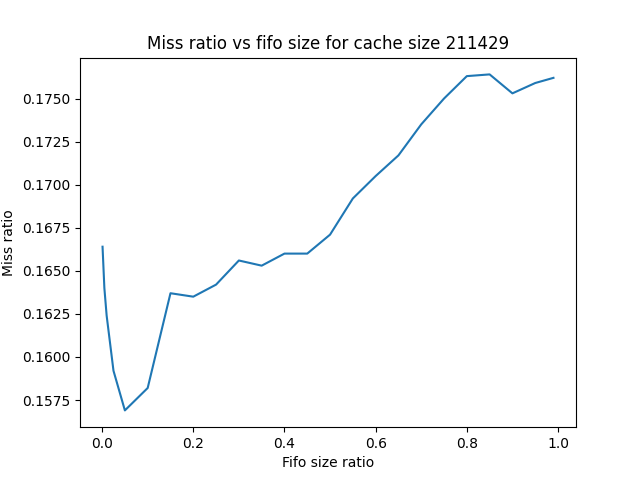 Miss ratio vs fifo size for cache size 211429
0.1750
0.1725
0.1700
0.1675
0.1650
0.1625
0.1600
0.1575
Miss ratio
0.0 0.2 0.4 0.6 0.8 1.0
Fifo size ratio